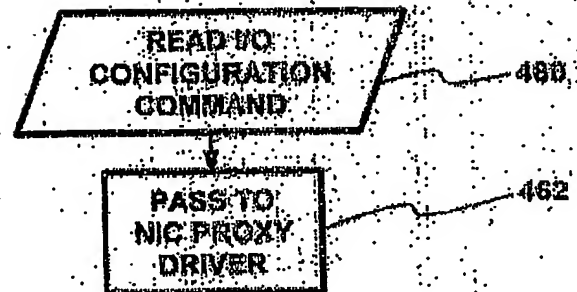 READ I/O
CONFIGURATION
COMMAND
460
PASS TO
NIC PROXY
DRIVER
462